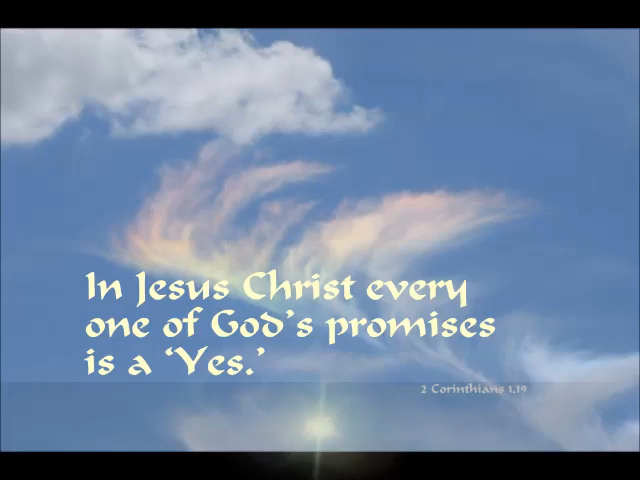 In Jesus Christ every
one of God's promises
is a ‘Yes.’
2 Corinthians 1.19